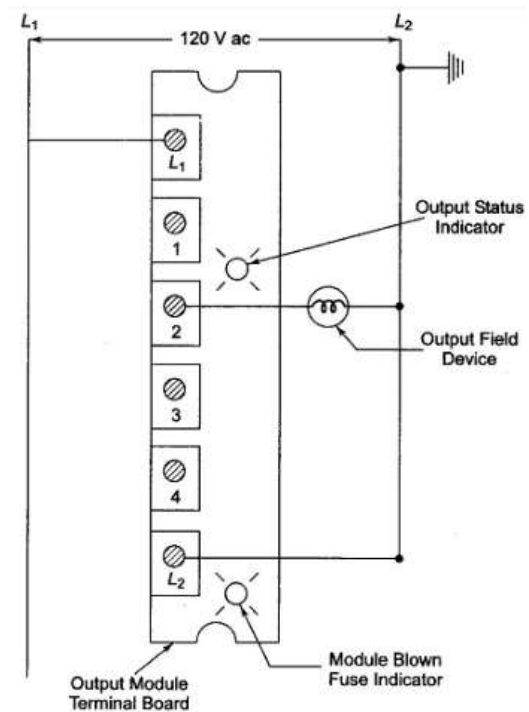 L1
L2
120 V ac
L1
1
Output Status
Indicator
2
Output Field
Device
3
4
L2
Output Module
Terminal Board
Module Blown
Fuse Indicator